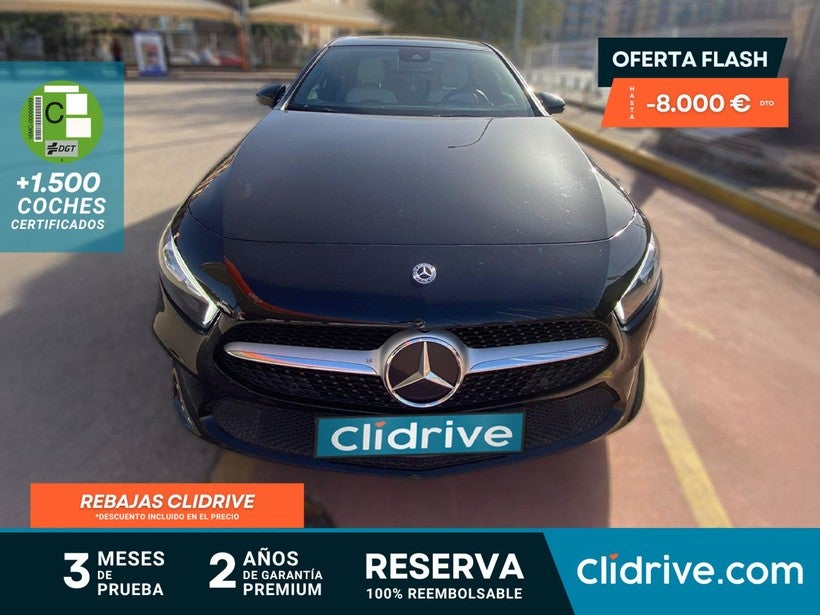 C
DGT
+1.500
COCHES
CERTIFICADOS
OFERTA FLASH
HASTA
-8.000 €
DTO
Clidrive
REBAJAS CLIDRIVE
*DESCUENTO INCLUIDO EN EL PRECIO
3 MESES
DE
PRUEBA
2 AÑOS
DE GARANTÍA
PREMIUM
RESERVA
100% REEMBOLSABLE
Clidrive.com